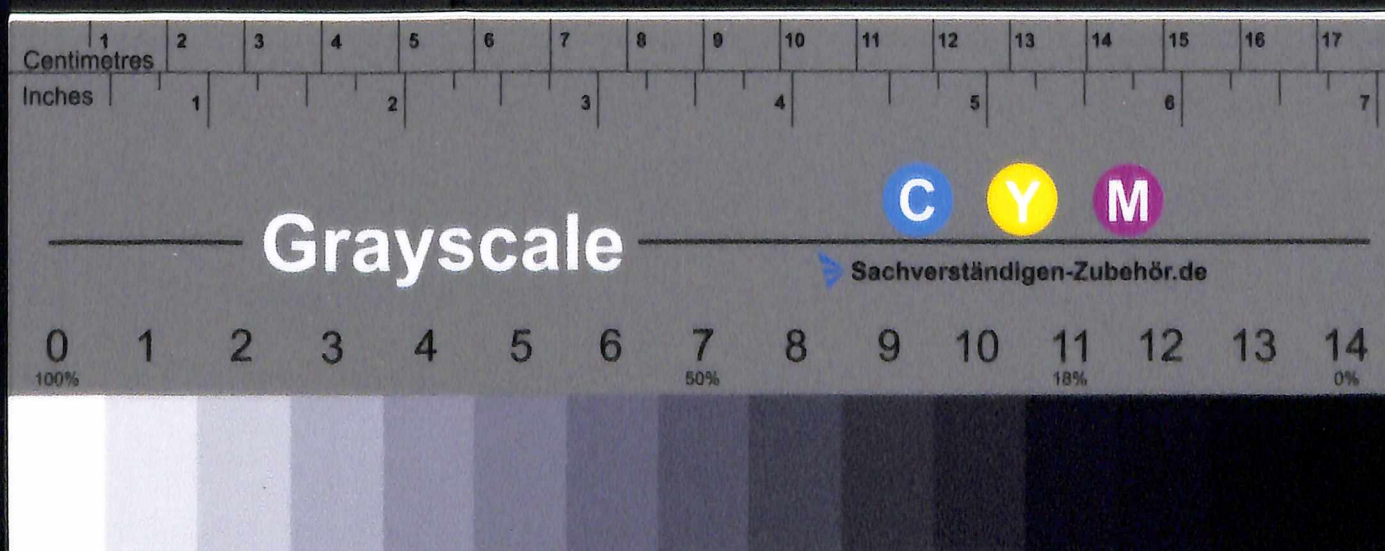 1 2 3 4 5 6 7 8 9 10 11 12 13 14 15 16 17
Centimetres
Inches
1 2 3 4 5 6 7
C Y M
Grayscale
Sachverständigen-Zubehör.de
0 1 2 3 4 5 6 7 8 9 10 11 12 13 14
100% 50% 18% 0%